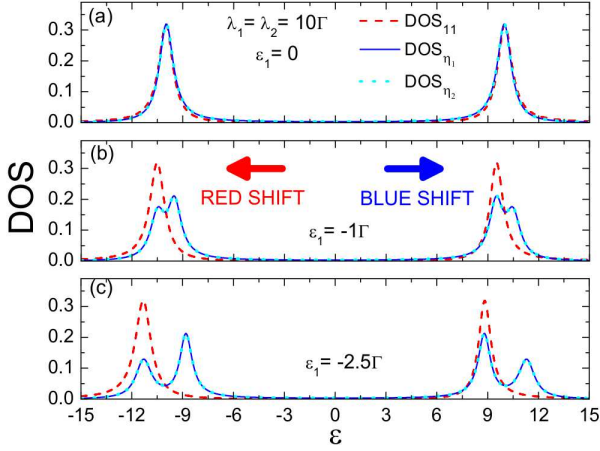 (a)
λ₁= λ₂= 10Γ
ε₁= 0
DOS₁₁
DOS_η₁
DOS_η₂
0.3
0.2
0.1
0.0
(b)
RED SHIFT
BLUE SHIFT
ε₁= -1Γ
0.3
0.2
0.1
0.0
DOS
(c)
ε₁= -2.5Γ
0.3
0.2
0.1
0.0
-15 -12 -9 -6 -3 0 3 6 9 12 15
ε